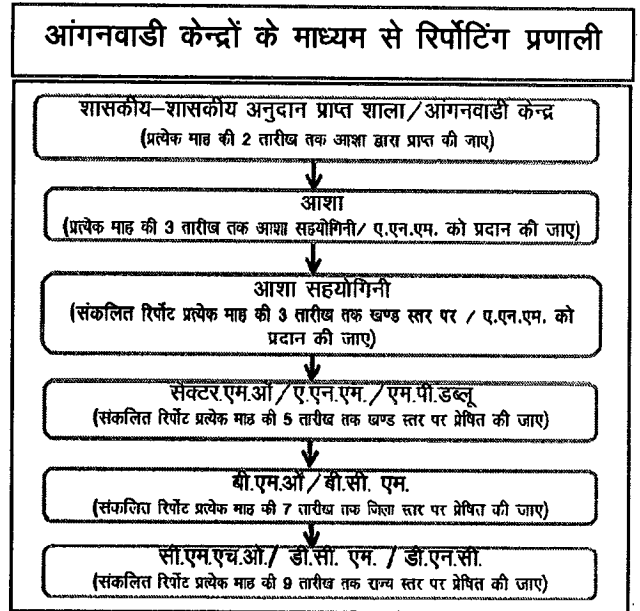 आंगनवाडी केन्द्रों के माध्यम से रिर्पोटिंग प्रणाली
शासकीय–शासकीय अनुदान प्राप्त शाला/आंगनवाडी केन्द्र
(प्रत्येक माह की 2 तारीख तक आशा द्वारा प्राप्त की जाए)
आशा
(प्रत्येक माह की 3 तारीख तक आशा सहयोगिनी/ ए.एन.एम. को प्रदान की जाए)
आशा सहयोगिनी
(संकलित रिर्पोट प्रत्येक माह की 3 तारीख तक खण्ड स्तर पर / ए.एन.एम. को
प्रदान की जाए)
सेक्टर.एम.ओ/ए.एन.एम./एम.पी.डब्लू
(संकलित रिर्पोट प्रत्येक माह की 5 तारीख तक खण्ड स्तर पर प्रेषित की जाए)
बी.एम.ओ/बी.सी. एम.
(संकलित रिर्पोट प्रत्येक माह की 7 तारीख तक जिला स्तर पर प्रेषित की जाए)
सी.एम.एच.ओ./ डी.सी. एम. / डी.एन.सी.
(संकलित रिर्पोट प्रत्येक माह की 9 तारीख तक राज्य स्तर पर प्रेषित की जाए)